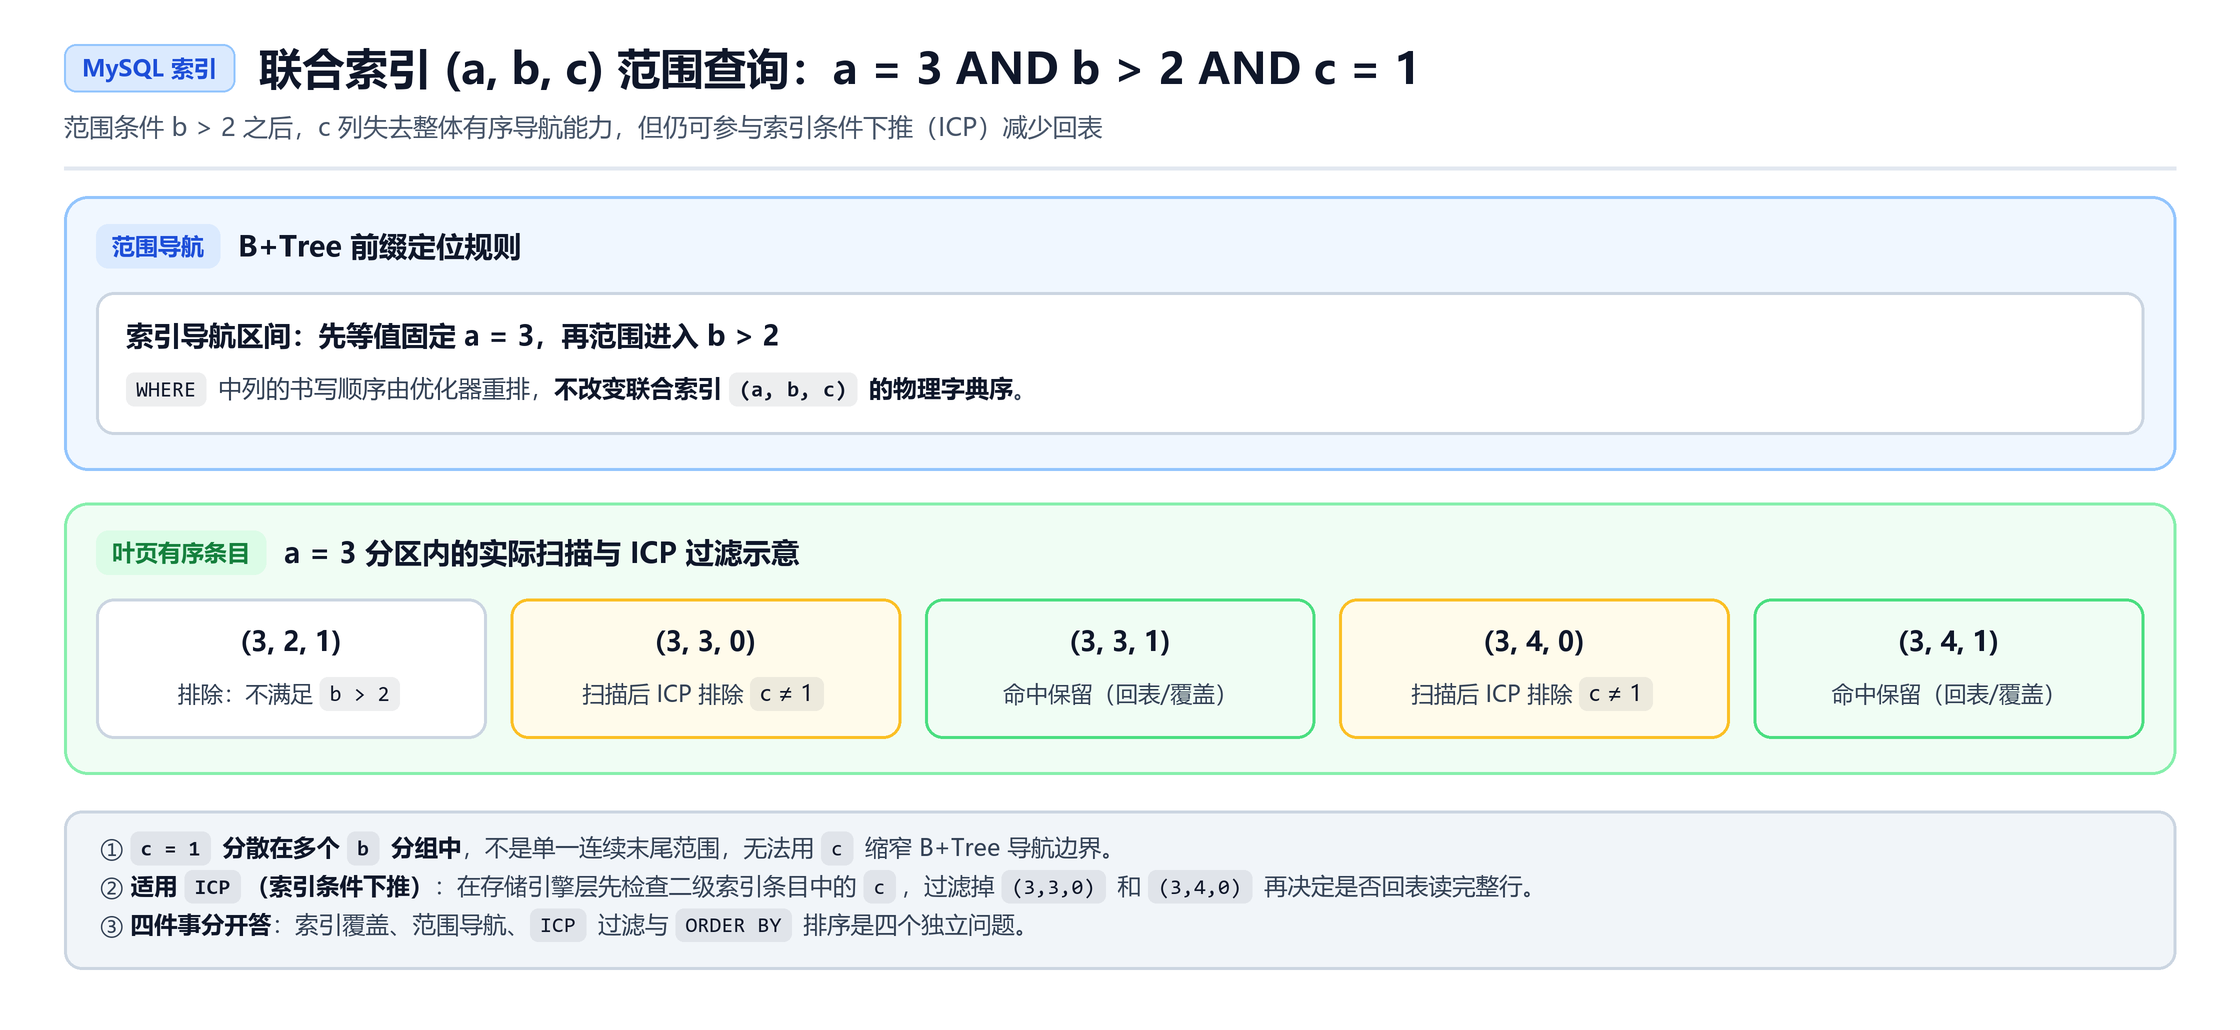 MySQL 索引
联合索引 (a, b, c) 范围查询：a = 3 AND b > 2 AND c = 1
范围条件 b > 2 之后，c 列失去整体有序导航能力，但仍可参与索引条件下推（ICP）减少回表
范围导航
B+Tree 前缀定位规则
索引导航区间：先等值固定 a = 3，再范围进入 b > 2
WHERE 中列的书写顺序由优化器重排，不改变联合索引 (a, b, c) 的物理字典序。
叶页有序条目
a = 3 分区内的实际扫描与 ICP 过滤示意
(3, 2, 1)
排除：不满足 b > 2
(3, 3, 0)
扫描后 ICP 排除 c ≠ 1
(3, 3, 1)
命中保留（回表/覆盖）
(3, 4, 0)
扫描后 ICP 排除 c ≠ 1
(3, 4, 1)
命中保留（回表/覆盖）
① c = 1 分散在多个 b 分组中，不是单一连续末尾范围，无法用 c 缩窄 B+Tree 导航边界。
② 适用 ICP （索引条件下推）：在存储引擎层先检查二级索引条目中的 c ，过滤掉 (3,3,0) 和 (3,4,0) 再决定是否回表读完整行。
③ 四件事分开答：索引覆盖、范围导航、 ICP 过滤与 ORDER BY 排序是四个独立问题。